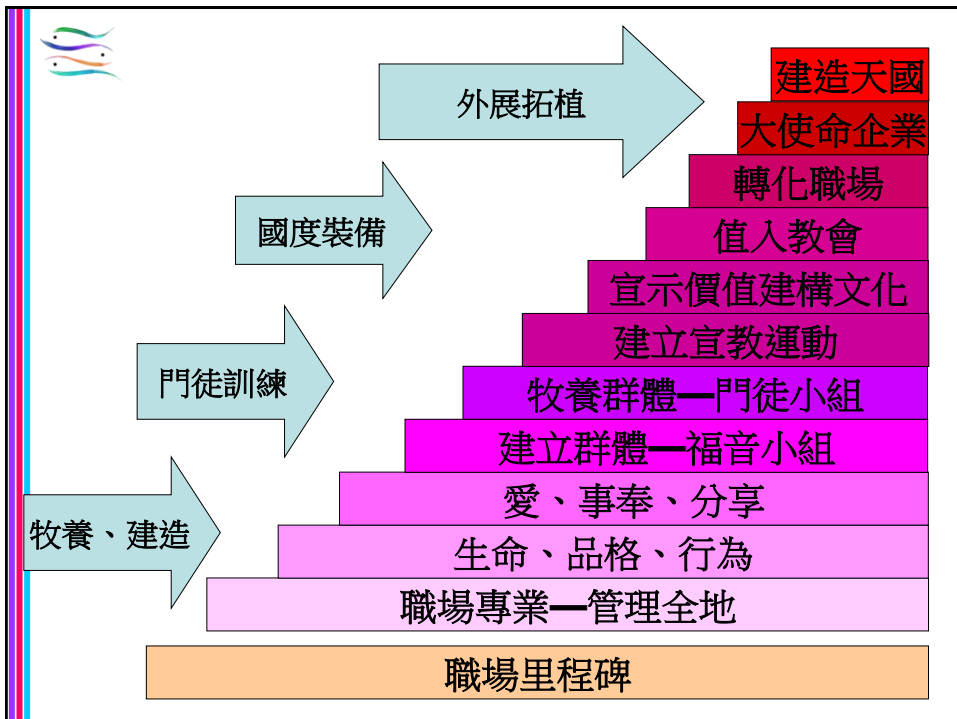 建造天國
外展拓植
大使命企業
轉化職場
國度裝備
值入教會
宣示價值建構文化
建立宣教運動
門徒訓練
牧養群體—門徒小組
建立群體—福音小組
愛、事奉、分享
牧養、建造
生命、品格、行為
職場專業—管理全地
職場里程碑